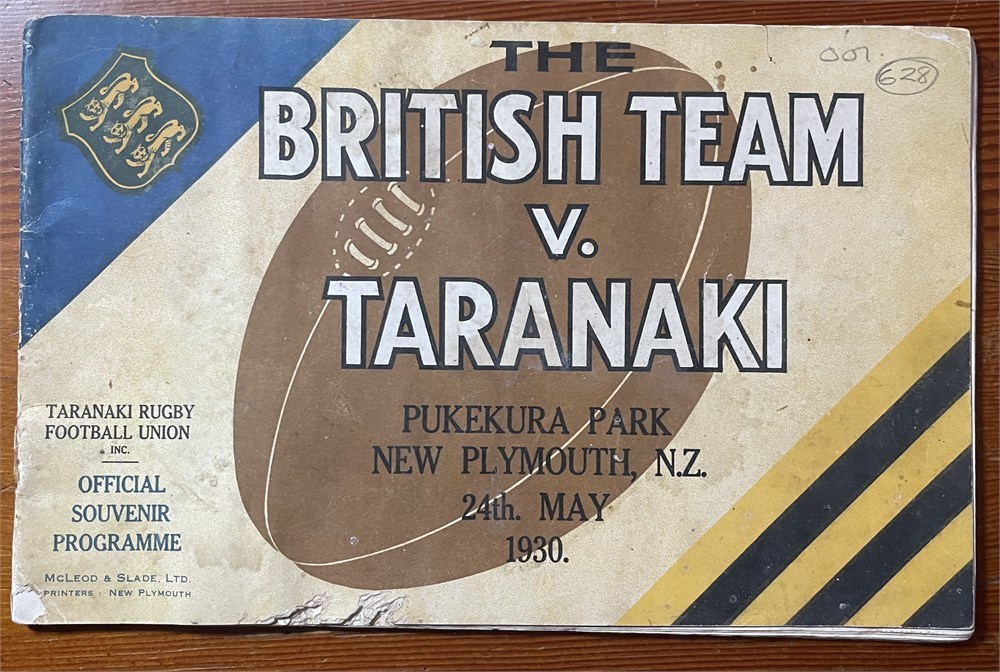 THE
BRITISH TEAM
v.
TARANAKI
PUKEKURA PARK
NEW PLYMOUTH, N.Z.
24th. MAY
1930.
TARANAKI RUGBY
FOOTBALL UNION
INC.
OFFICIAL
SOUVENIR
PROGRAMME
McLEOD & SLADE, LTD.
PRINTERS : NEW PLYMOUTH
628